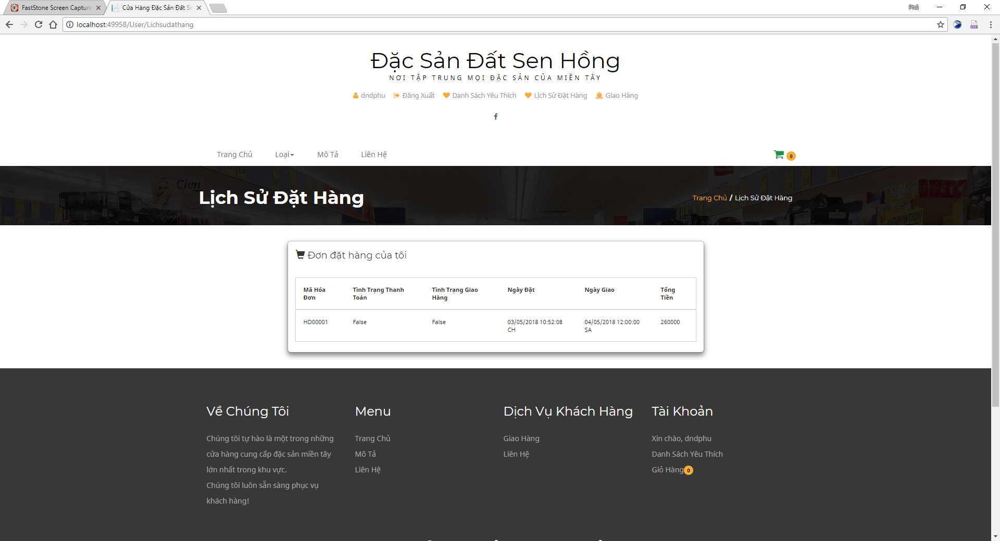 FastStone Screen Capture
Cửa Hàng Đặc Sản Đất Se
Phú
localhost:49958/User/Lichsudathang
Đặc Sản Đất Sen Hồng
NƠI TẬP TRUNG MỌI ĐẶC SẢN CỦA MIỀN TÂY
dndphu Đăng Xuất Danh Sách Yêu Thích Lịch Sử Đặt Hàng Giao Hàng
Trang Chủ Loại Mô Tả Liên Hệ 0
Cien
Lịch Sử Đặt Hàng
Trang Chủ / Lịch Sử Đặt Hàng
Đơn đặt hàng của tôi
Mã Hóa Đơn Tình Trạng Thanh Toán Tình Trạng Giao Hàng Ngày Đặt Ngày Giao Tổng Tiền
HD00001 False False 03/05/2018 10:52:08 CH 04/05/2018 12:00:00 SA 260000
Về Chúng Tôi
Chúng tôi tự hào là một trong những
cửa hàng cung cấp đặc sản miền tây
lớn nhất trong khu vực.
Chúng tôi luôn sẵn sàng phục vụ
khách hàng!
Menu
Trang Chủ
Mô Tả
Liên Hệ
Dịch Vụ Khách Hàng
Giao Hàng
Liên Hệ
Tài Khoản
Xin chào, dndphu
Danh Sách Yêu Thích
Giỏ Hàng 0